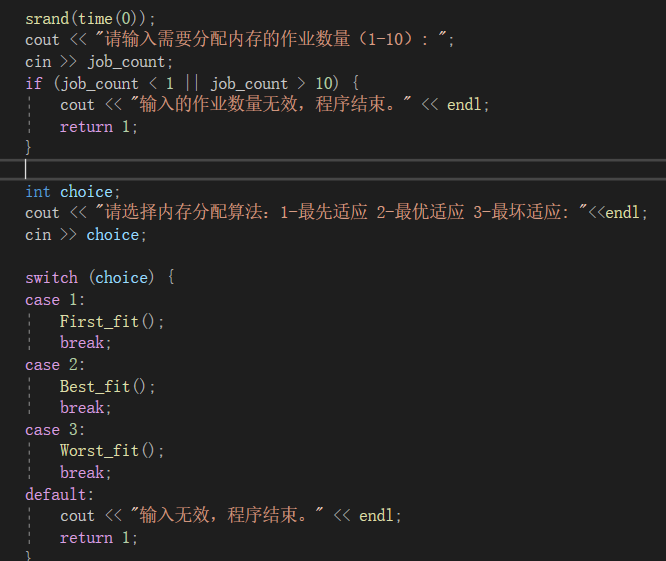 srand(time(0));
cout << "请输入需要分配内存的作业数量（1-10）: ";
cin >> job_count;
if (job_count < 1 || job_count > 10) {
cout << "输入的作业数量无效，程序结束。" << endl;
return 1;
}
int choice;
cout << "请选择内存分配算法：1-最先适应 2-最优适应 3-最坏适应: "<<endl;
cin >> choice;
switch (choice) {
case 1:
First_fit();
break;
case 2:
Best_fit();
break;
case 3:
Worst_fit();
break;
default:
cout << "输入无效，程序结束。" << endl;
return 1;
}